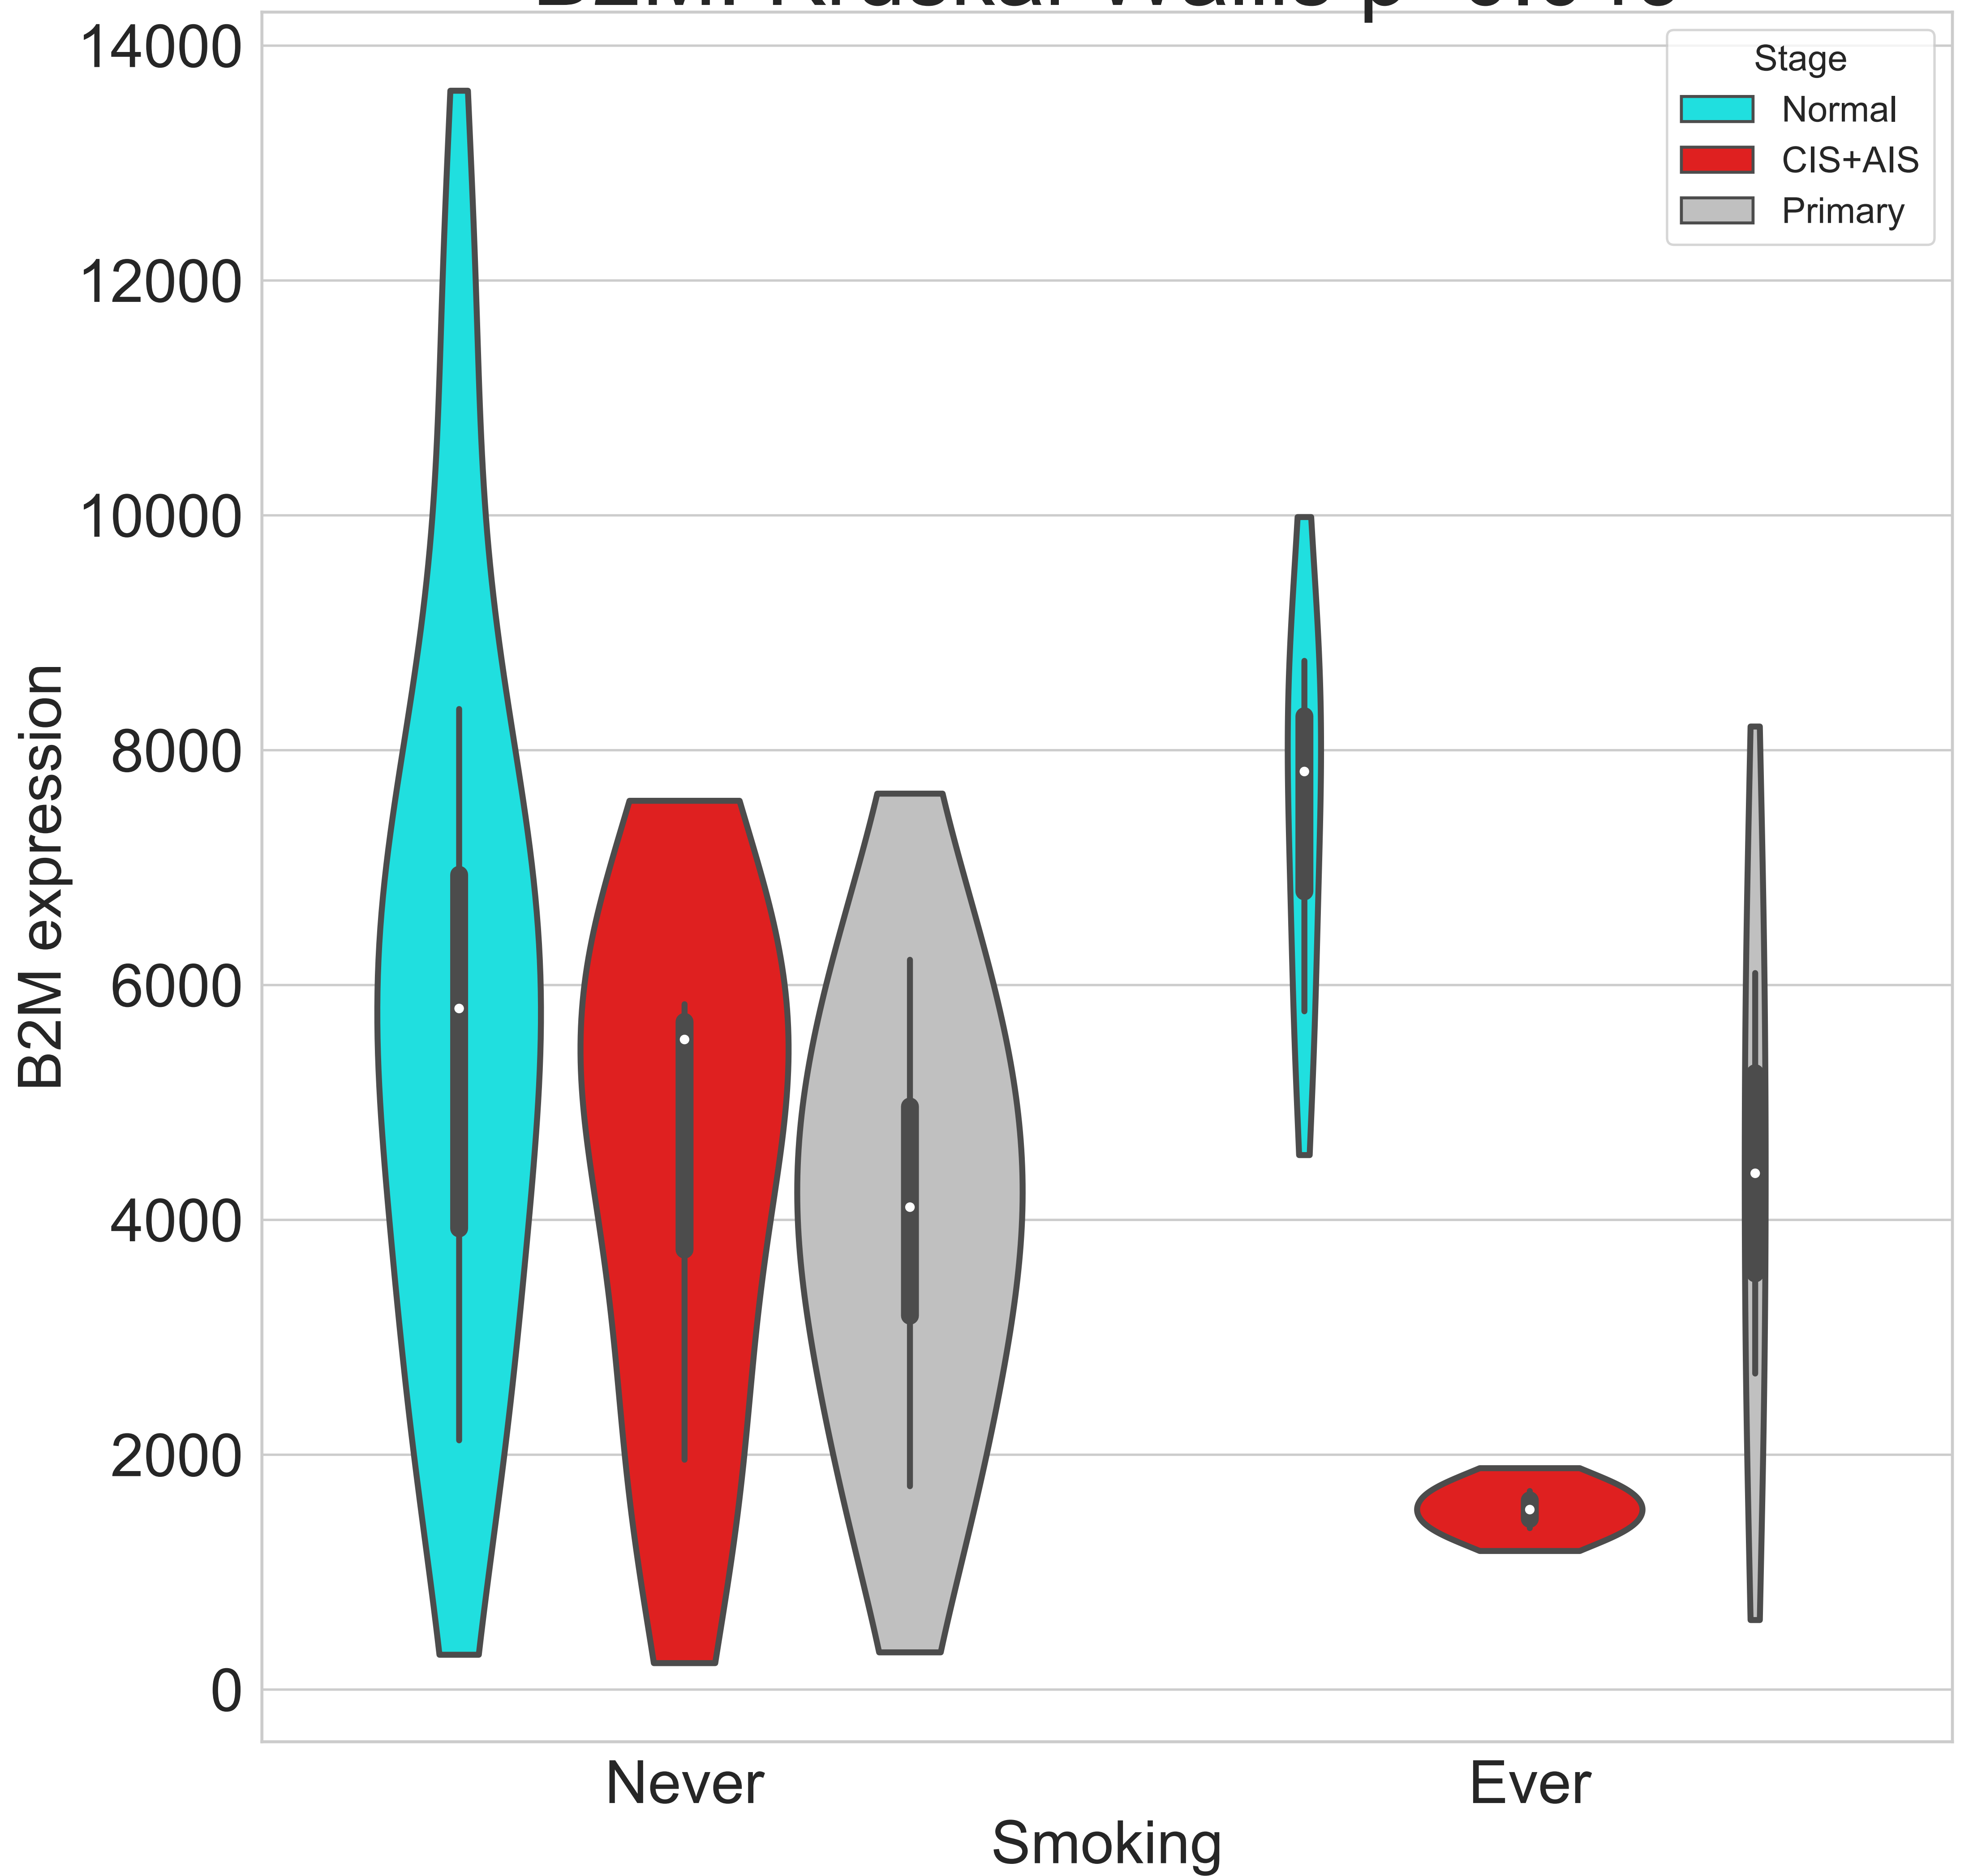 14000
12000
10000
8000
6000
4000
2000
0
B2M expression
Stage
Normal
CIS+AIS
Primary
Never
Ever
Smoking